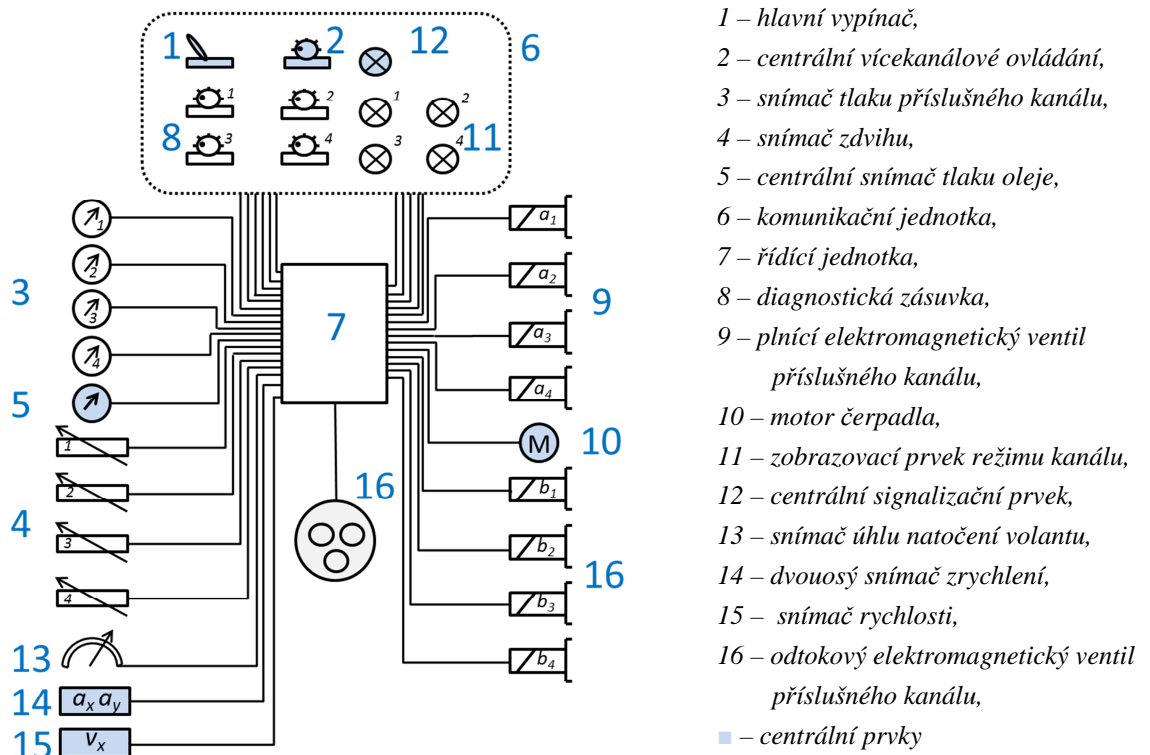 1 2 12 6
1 2 1 2
8 3 4 3 4 11
1 a1
2 a2
3 3 7 a3 9
4 a4
5 M 10
1 b1
2 16
4 3 b2 16
4 b3
13 b4
14 ax ay
15 vx
1 – hlavní vypínač,
2 – centrální vícekanálové ovládání,
3 – snímač tlaku příslušného kanálu,
4 – snímač zdvihu,
5 – centrální snímač tlaku oleje,
6 – komunikační jednotka,
7 – řídící jednotka,
8 – diagnostická zásuvka,
9 – plnící elektromagnetický ventil
příslušného kanálu,
10 – motor čerpadla,
11 – zobrazovací prvek režimu kanálu,
12 – centrální signalizační prvek,
13 – snímač úhlu natočení volantu,
14 – dvouosý snímač zrychlení,
15 – snímač rychlosti,
16 – odtokový elektromagnetický ventil
příslušného kanálu,
– centrální prvky